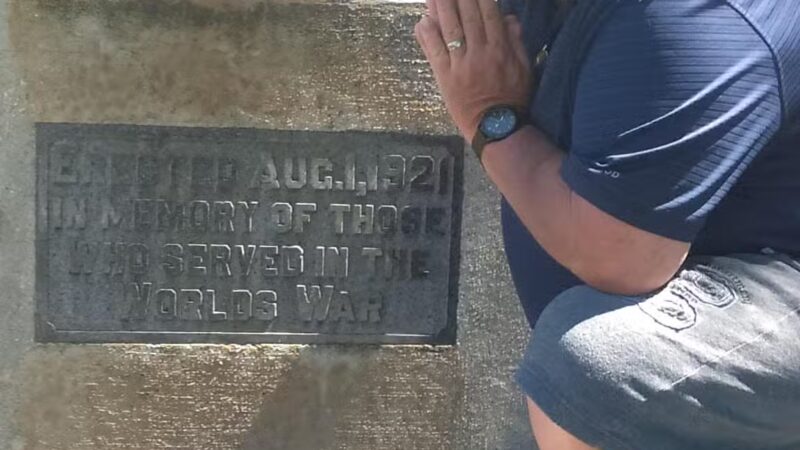 ERECTED AUG.1,1921
IN MEMORY OF THOSE
WHO SERVED IN THE
WORLDS WAR